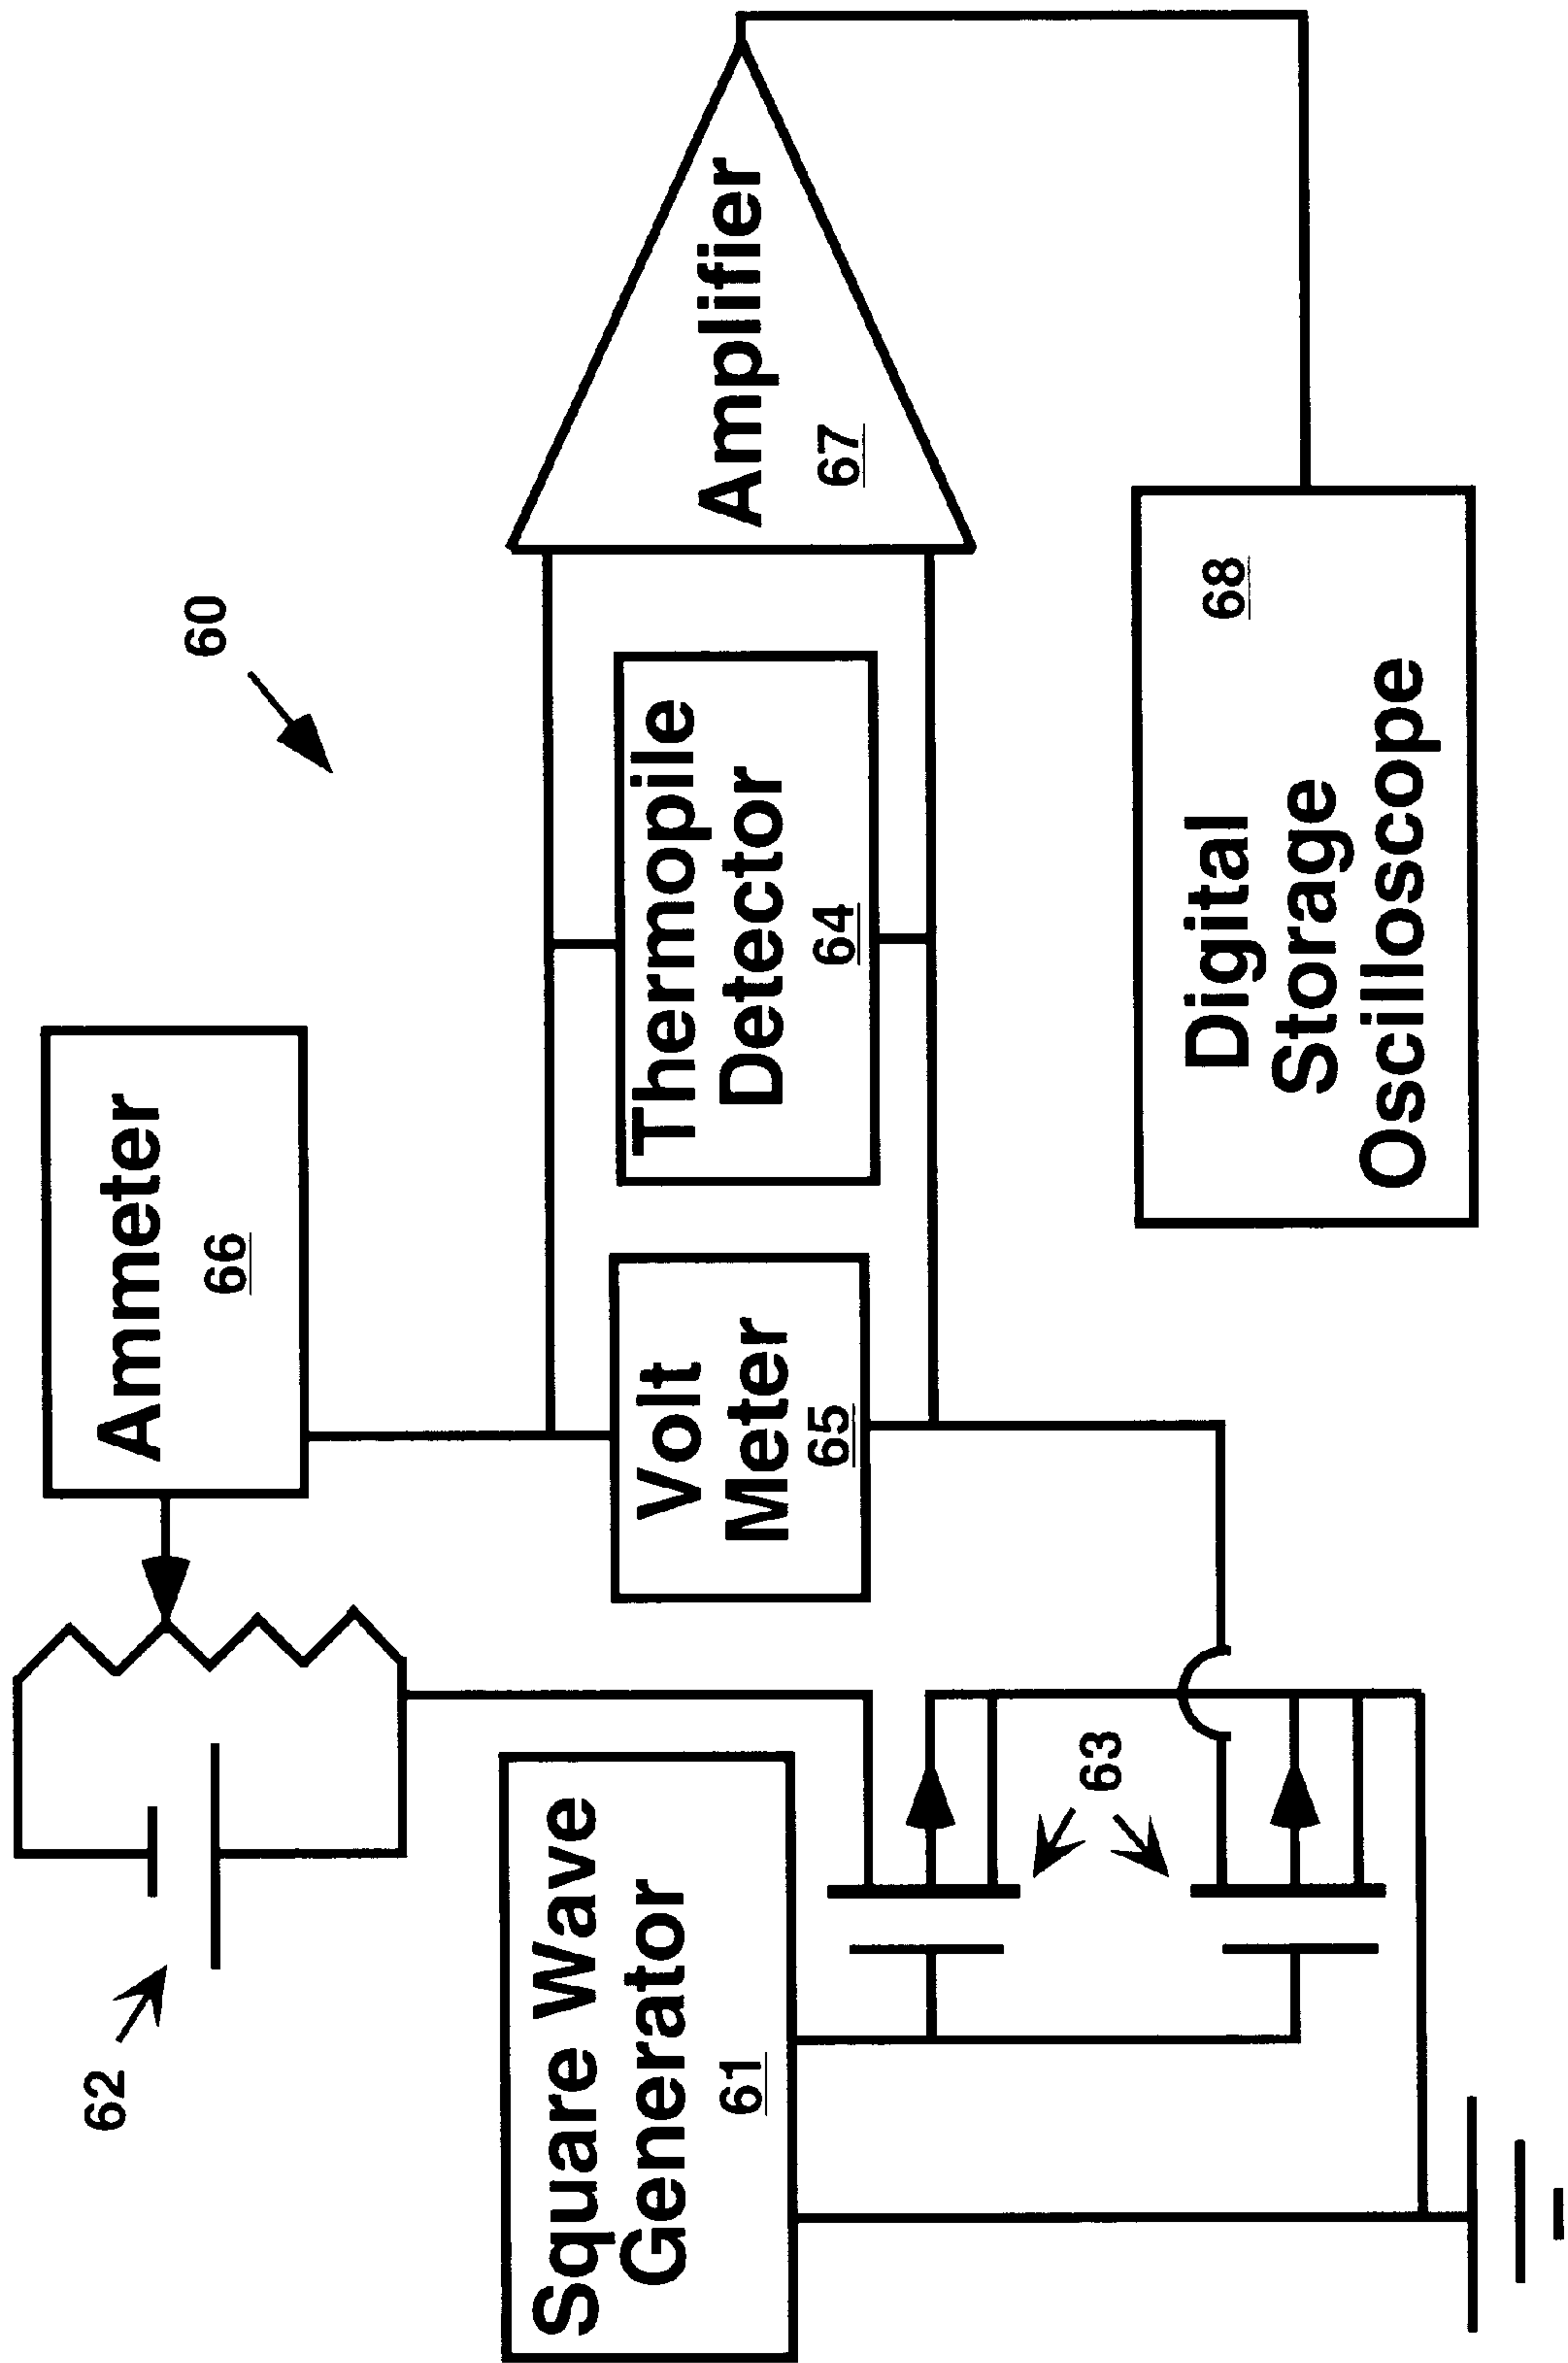 60
62
Ammeter
66
Square Wave
Generator
61
Volt
Meter
65
Thermopile
Detector
64
Amplifier
67
63
Digital
Storage
Oscilloscope
68